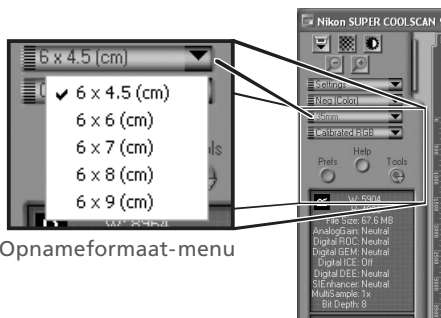 6 x 4.5 (cm)
6 x 4.5 (cm)
6 x 6 (cm)
6 x 7 (cm)
6 x 8 (cm)
6 x 9 (cm)
Opnameformaat-menu
Nikon SUPER COOLSCAN 9
Settings
Neg (Color)
35mm
Calibrated RGB
Help
Prefs
Tools
W: 5904
File Size: 67.6 MB
AnalogGain: Neutral
Digital ROC: Neutral
Digital GEM: Neutral
Digital ICE: Off
Digital DEE: Neutral
SIEnhancer: Neutral
MultiSample: 1x
Bit Depth: 8